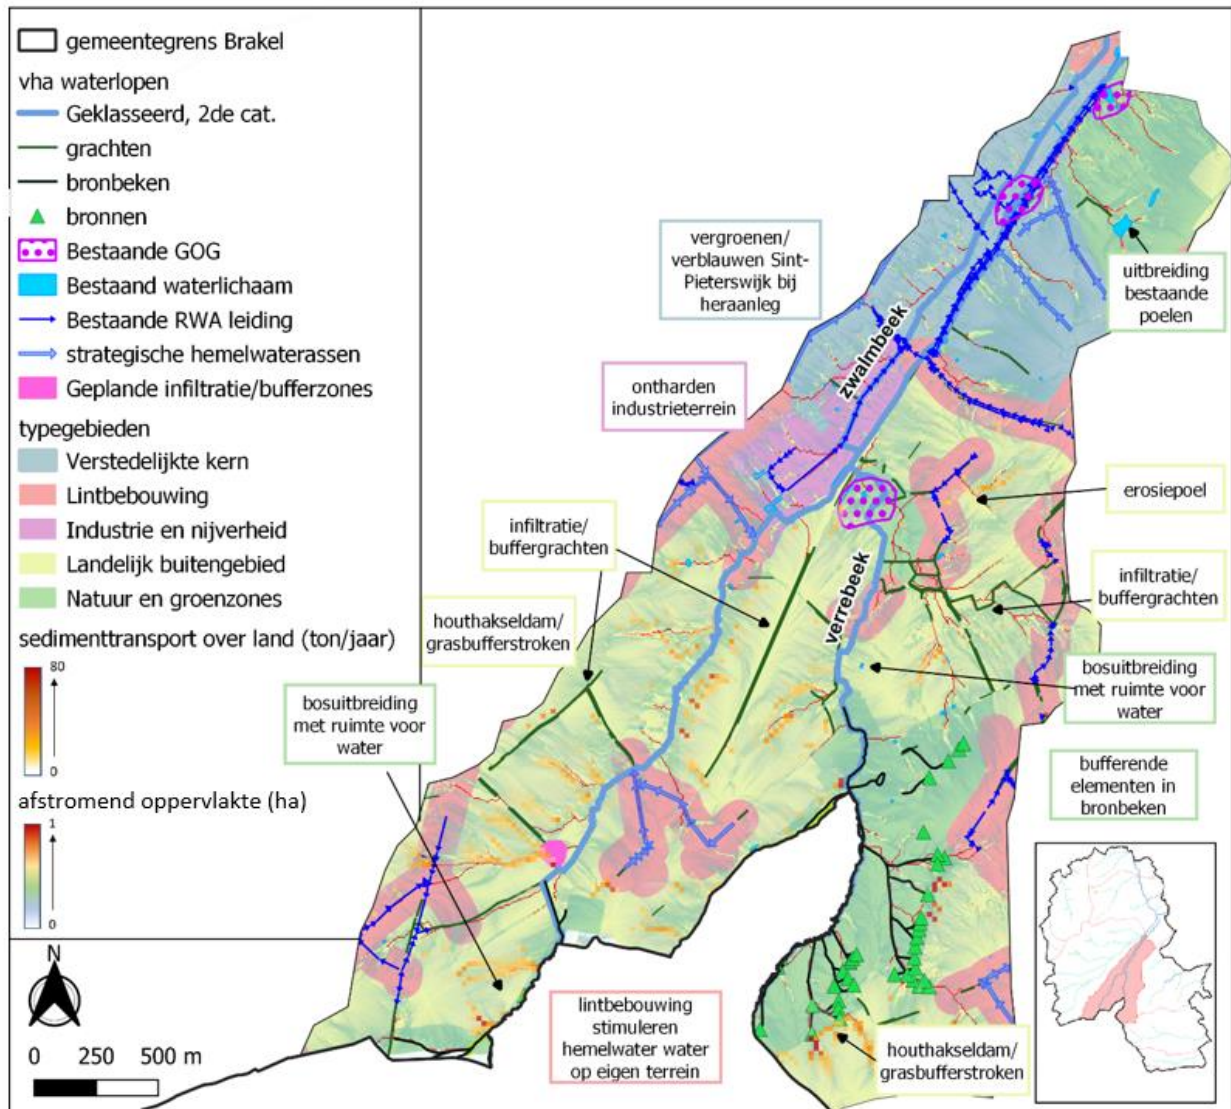 gemeentegrens Brakel
vha waterlopen
Geklasseerd, 2de cat.
grachten
bronbeken
bronnen
Bestaande GOG
Bestaand waterlichaam
Bestaande RWA leiding
strategische hemelwaterassen
Geplande infiltratie/bufferzones
typegebieden
Verstedelijkte kern
Lintbebouwing
Industrie en nijverheid
Landelijk buitengebied
Natuur en groenzones
sedimenttransport over land (ton/jaar)
80
0
afstromend oppervlakte (ha)
1
0
N
0 250 500 m
vergroenen/
verblauwen Sint-
Pieterswijk bij
heraanleg
uitbreiding
bestaande
poelen
zwalmbeek
ontharden
industrieterrein
erosiepoel
infiltratie/
buffergrachten
infiltratie/
buffergrachten
verrebeek
houthakseldam/
grasbufferstroken
bosuitbreiding
met ruimte voor
water
bosuitbreiding
met ruimte voor
water
bufferende
elementen in
bronbeken
lintbebouwing
stimuleren
hemelwater water
op eigen terrein
houthakseldam/
grasbufferstroken